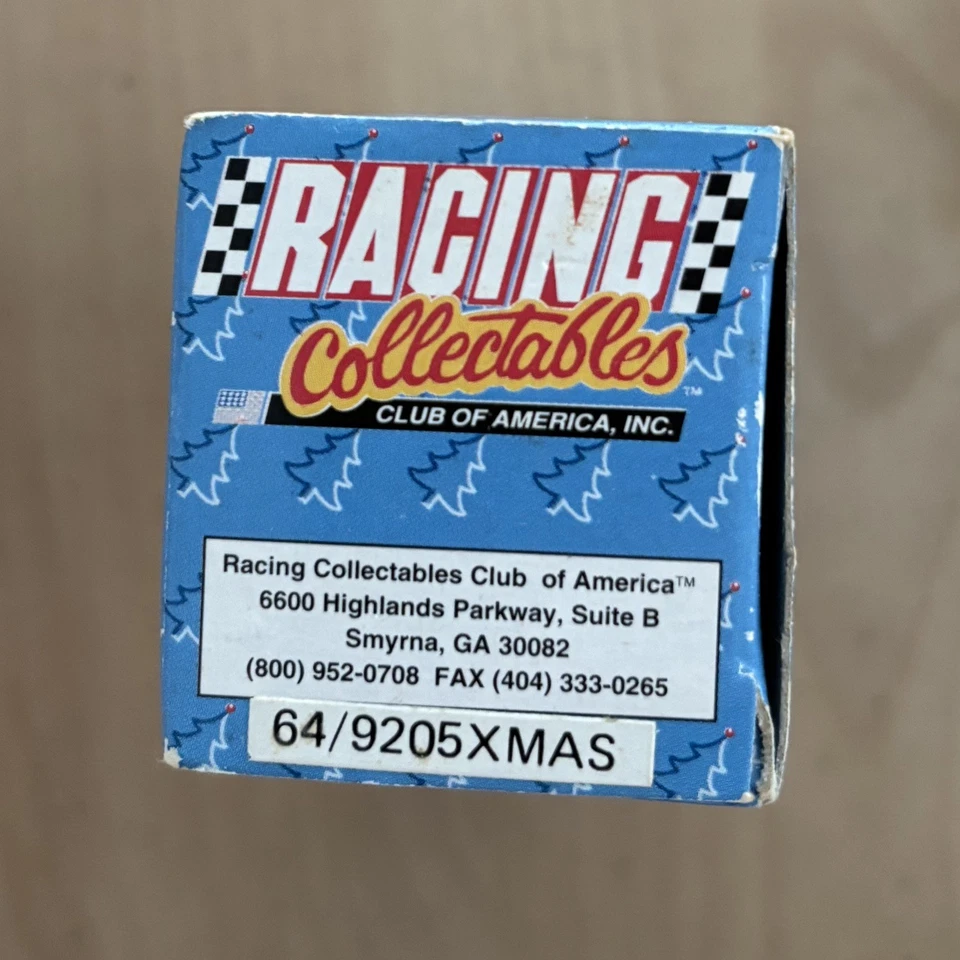 RACING
Collectables™
CLUB OF AMERICA, INC.
Racing Collectables Club of America™
6600 Highlands Parkway, Suite B
Smyrna, GA 30082
(800) 952-0708 FAX (404) 333-0265
64/9205XMAS